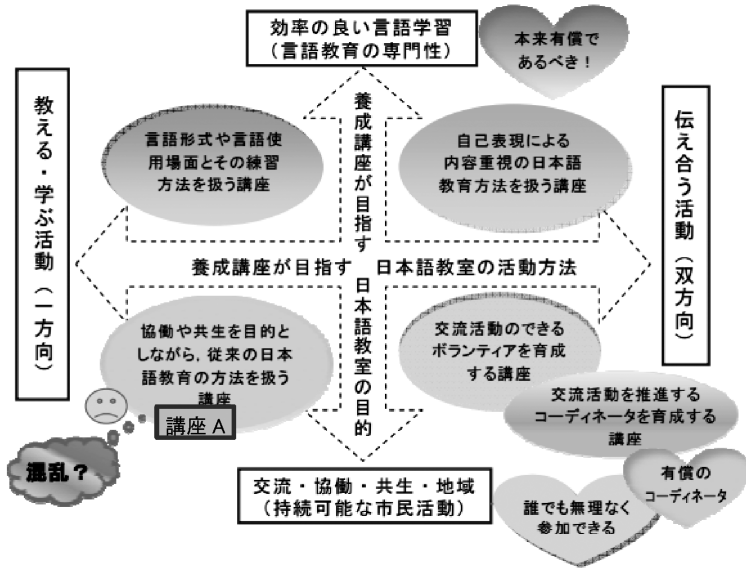 効率の良い言語学習
（言語教育の専門性）
本来有償で
あるべき！
教える・学ぶ活動（一方向）
伝え合う活動（双方向）
言語形式や言語使
用場面とその練習
方法を扱う講座
自己表現による
内容重視の日本語
教育方法を扱う講座
養成講座が目指す
日本語教室の目的
養成講座が目指す　日本語教室の活動方法
協働や共生を目的と
しながら，従来の日本
語教育の方法を扱う
講座
講座 A
混乱？
交流活動のできる
ボランティアを育成
する講座
交流活動を推進する
コーディネータを育成する
講座
交流・協働・共生・地域
（持続可能な市民活動）
誰でも無理なく
参加できる
有償の
コーディネータ